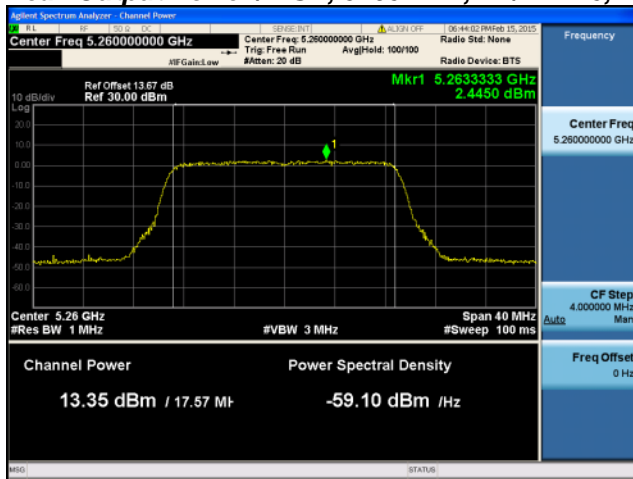 Agilent Spectrum Analyzer - Channel Power
RL RF 50 Ω DC SENSE:INT ALIGN OFF 06:44:02 PM Feb 15, 2015
Center Freq 5.260000000 GHz Center Freq: 5.260000000 GHz Radio Std: None Frequency
Trig: Free Run Avg|Hold: 100/100
#IFGain:Low #Atten: 20 dB Radio Device: BTS
Mkr1 5.2633333 GHz
2.4450 dBm
Ref Offset 13.67 dB
10 dB/div Ref 30.00 dBm
Log
20.0
10.0
0.00
-10.0
-20.0
-30.0
-40.0
-50.0
-60.0
1
Center Freq
5.260000000 GHz
Center 5.26 GHz Span 40 MHz
#Res BW 1 MHz #VBW 3 MHz #Sweep 100 ms
CF Step
4.000000 MHz
Auto Man
Channel Power Power Spectral Density
13.35 dBm / 17.57 MH -59.10 dBm /Hz
Freq Offset
0 Hz
MSG STATUS